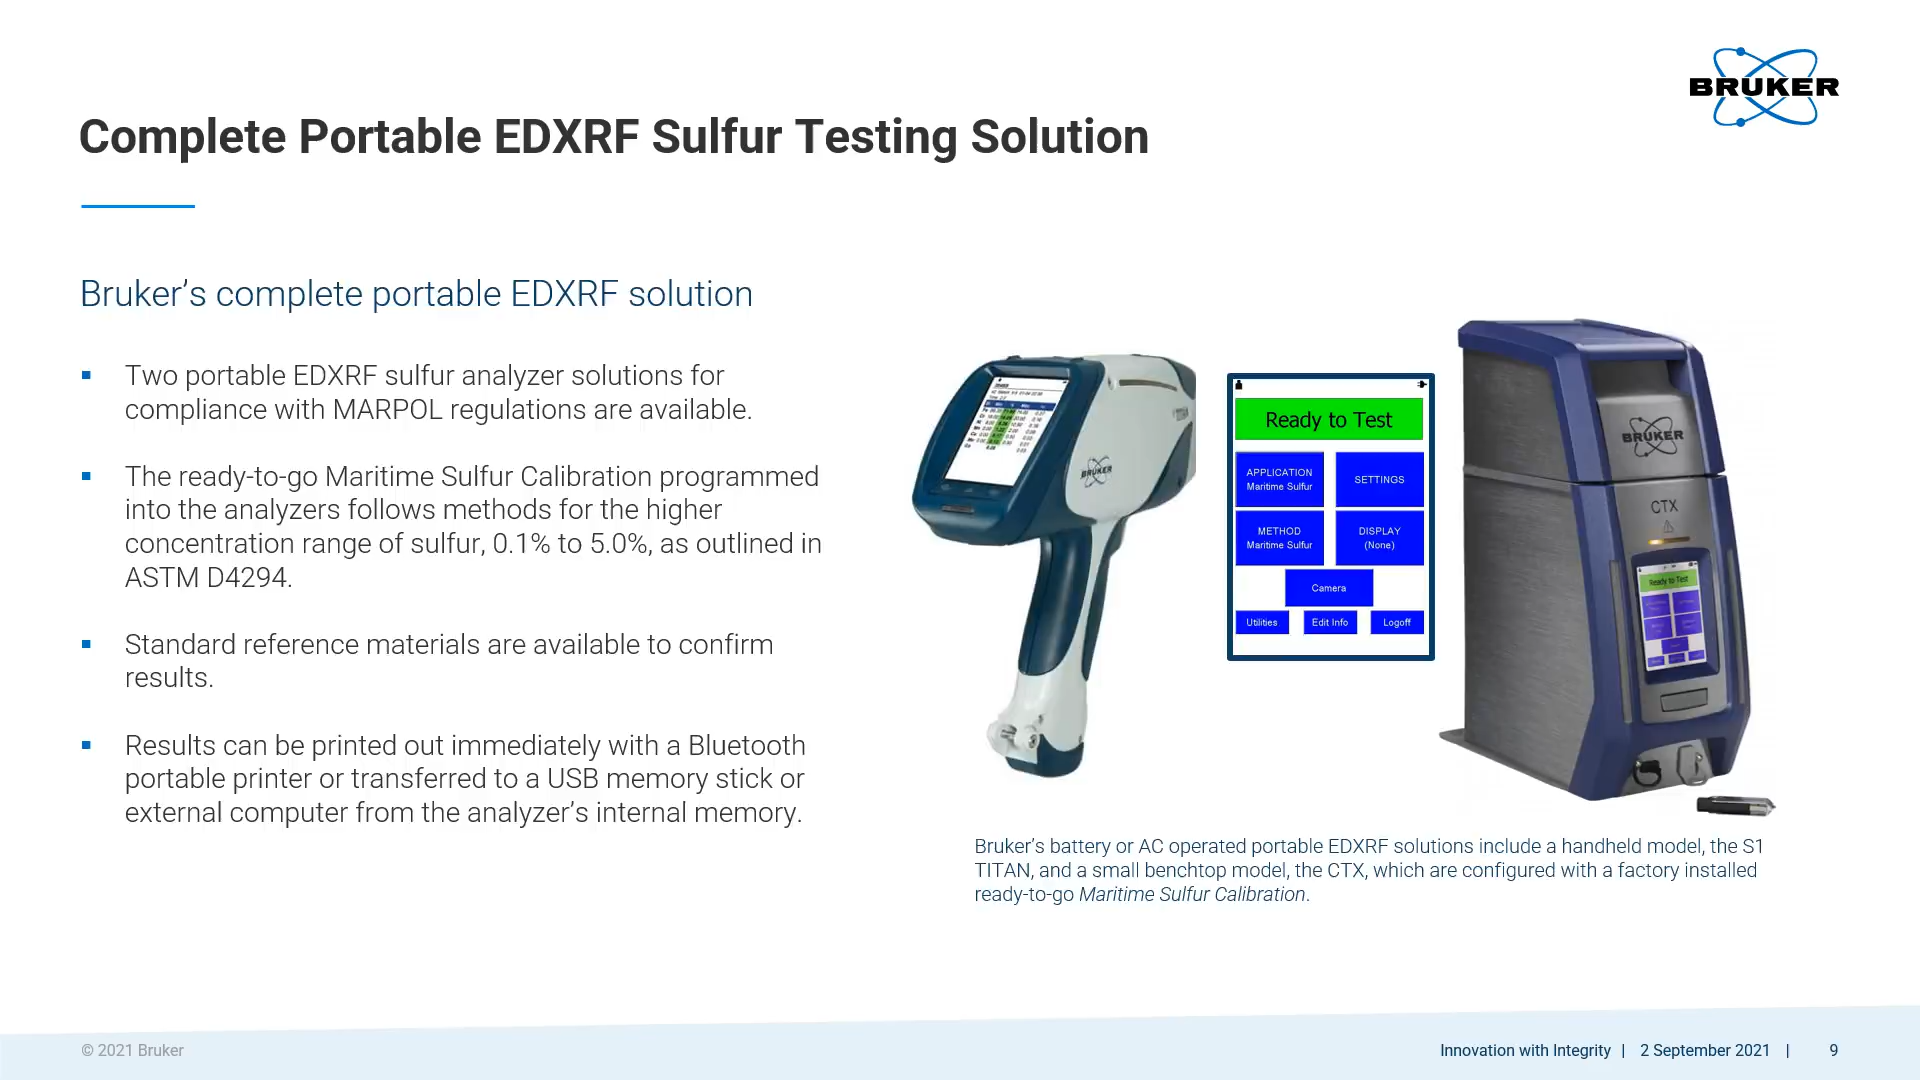 BRUKER
Complete Portable EDXRF Sulfur Testing Solution
Bruker’s complete portable EDXRF solution
▪ Two portable EDXRF sulfur analyzer solutions for
compliance with MARPOL regulations are available.
▪ The ready-to-go Maritime Sulfur Calibration programmed
into the analyzers follows methods for the higher
concentration range of sulfur, 0.1% to 5.0%, as outlined in
ASTM D4294.
▪ Standard reference materials are available to confirm
results.
▪ Results can be printed out immediately with a Bluetooth
portable printer or transferred to a USB memory stick or
external computer from the analyzer’s internal memory.
BRUKER
Ready to Test
APPLICATION
Maritime Sulfur
SETTINGS
METHOD
Maritime Sulfur
DISPLAY
(None)
Camera
Utilities
Edit Info
Logoff
BRUKER
CTX
Ready to Test
Bruker’s battery or AC operated portable EDXRF solutions include a handheld model, the S1
TITAN, and a small benchtop model, the CTX, which are configured with a factory installed
ready-to-go Maritime Sulfur Calibration.
© 2021 Bruker
Innovation with Integrity | 2 September 2021 | 9